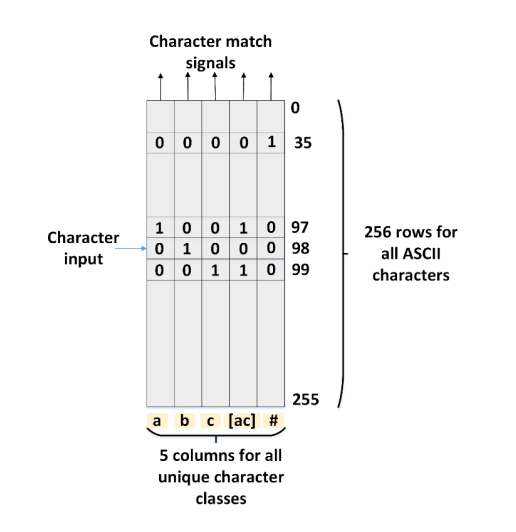 Character match
signals
0
0 0 0 0 1 35
1 0 0 1 0 97
Character
input
0 1 0 0 0 98
0 0 1 1 0 99
256 rows for
all ASCII
characters
255
a b c [ac] #
5 columns for all
unique character
classes